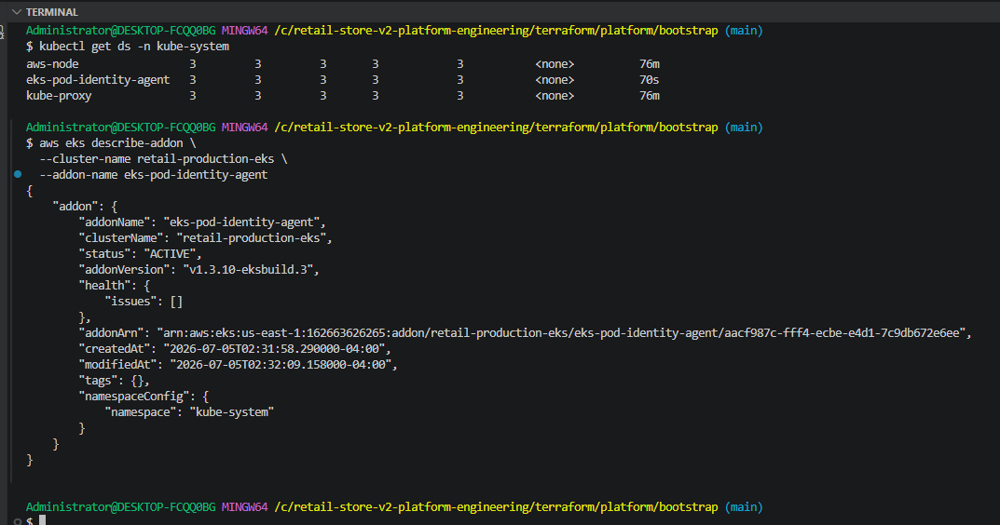 TERMINAL
Administrator@DESKTOP-FCQQ0BG MINGW64 /c/retail-store-v2-platform-engineering/terraform/platform/bootstrap (main)
$ kubectl get ds -n kube-system
aws-node 3 3 3 3 3 <none> 76m
eks-pod-identity-agent 3 3 3 3 3 <none> 70s
kube-proxy 3 3 3 3 3 <none> 76m
Administrator@DESKTOP-FCQQ0BG MINGW64 /c/retail-store-v2-platform-engineering/terraform/platform/bootstrap (main)
$ aws eks describe-addon \
--cluster-name retail-production-eks \
--addon-name eks-pod-identity-agent
{
"addon": {
"addonName": "eks-pod-identity-agent",
"clusterName": "retail-production-eks",
"status": "ACTIVE",
"addonVersion": "v1.3.10-eksbuild.3",
"health": {
"issues": []
},
"addonArn": "arn:aws:eks:us-east-1:162663626265:addon/retail-production-eks/eks-pod-identity-agent/aacf987c-fff4-ecbe-e4d1-7c9db672e6ee",
"createdAt": "2026-07-05T02:31:58.290000-04:00",
"modifiedAt": "2026-07-05T02:32:09.158000-04:00",
"tags": {},
"namespaceConfig": {
"namespace": "kube-system"
}
}
}
Administrator@DESKTOP-FCQQ0BG MINGW64 /c/retail-store-v2-platform-engineering/terraform/platform/bootstrap (main)
$